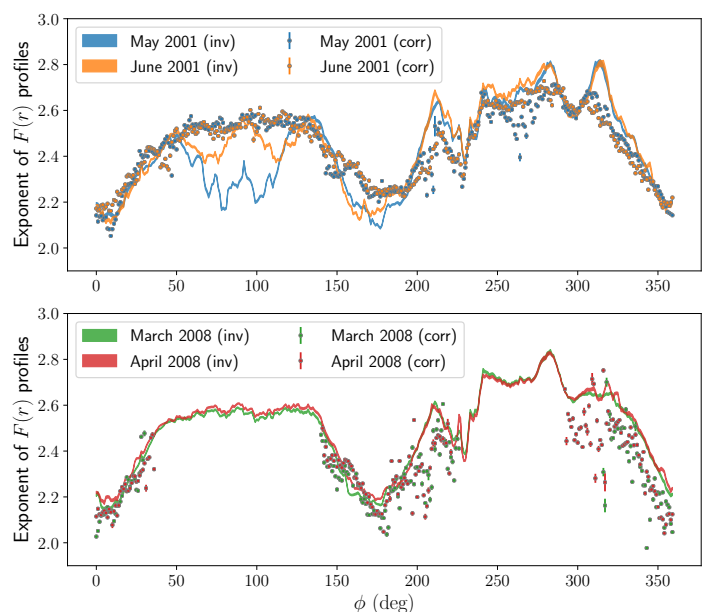 3.0
2.8
2.6
2.4
2.2
2.0
Exponent of F(r) profiles
May 2001 (inv)
June 2001 (inv)
May 2001 (corr)
June 2001 (corr)
0 50 100 150 200 250 300 350
3.0
2.8
2.6
2.4
2.2
2.0
Exponent of F(r) profiles
March 2008 (inv)
April 2008 (inv)
March 2008 (corr)
April 2008 (corr)
0 50 100 150 200 250 300 350
ϕ (deg)